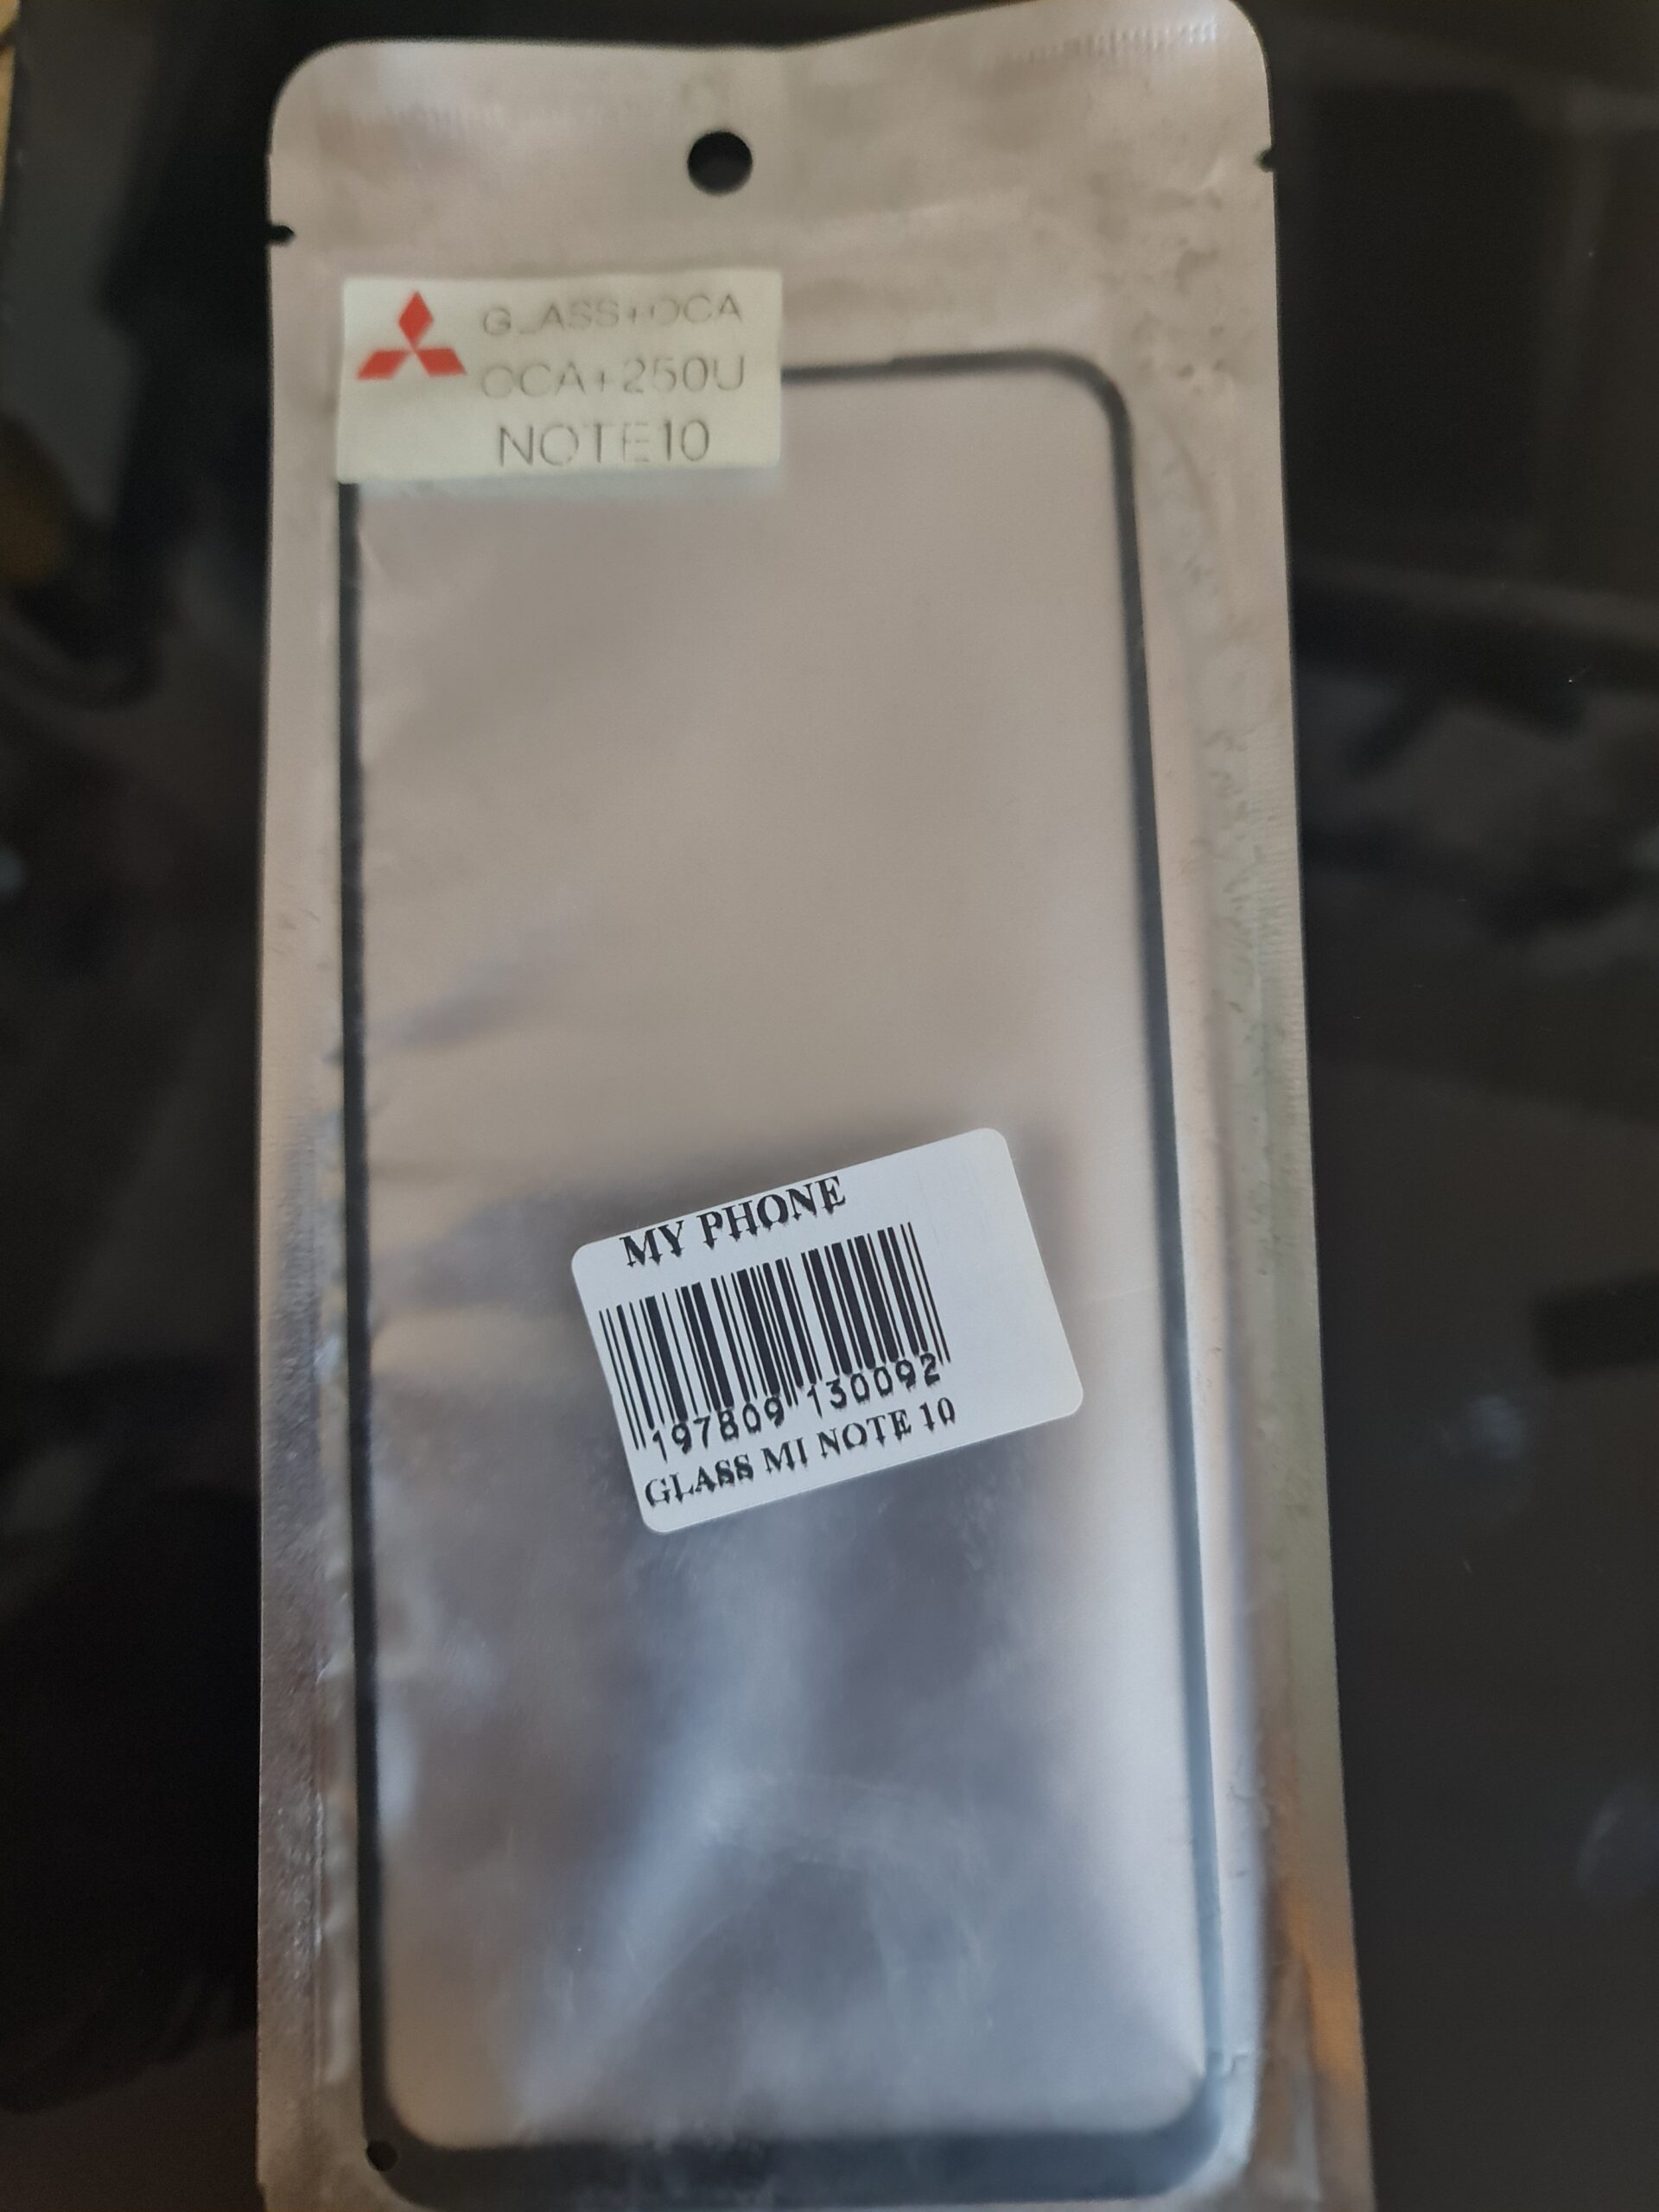 GLASS+OCA
OCA+250U
NOTE10
MY PHONE
197809 130092
GLASS MI NOTE 10